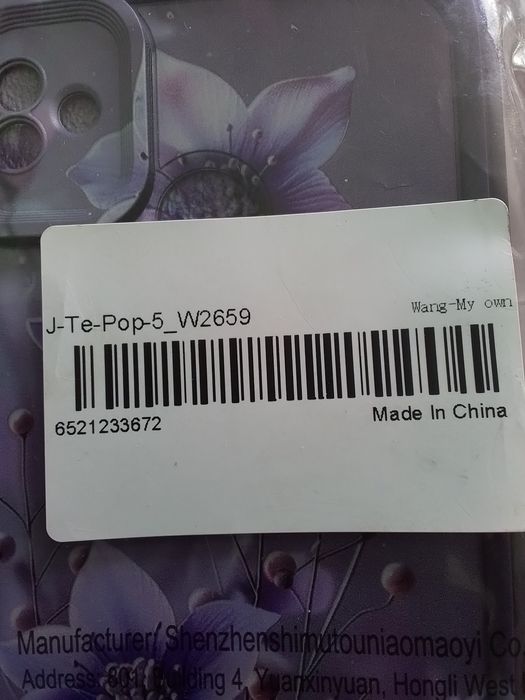 Wang-My own
J-Te-Pop-5_W2659
6521233672
Made In China
Manufacturer: Shenzhenshimutouniaomaoyi Co.
Address: 801, Building 4, Yuanxinyuan, Hongli West